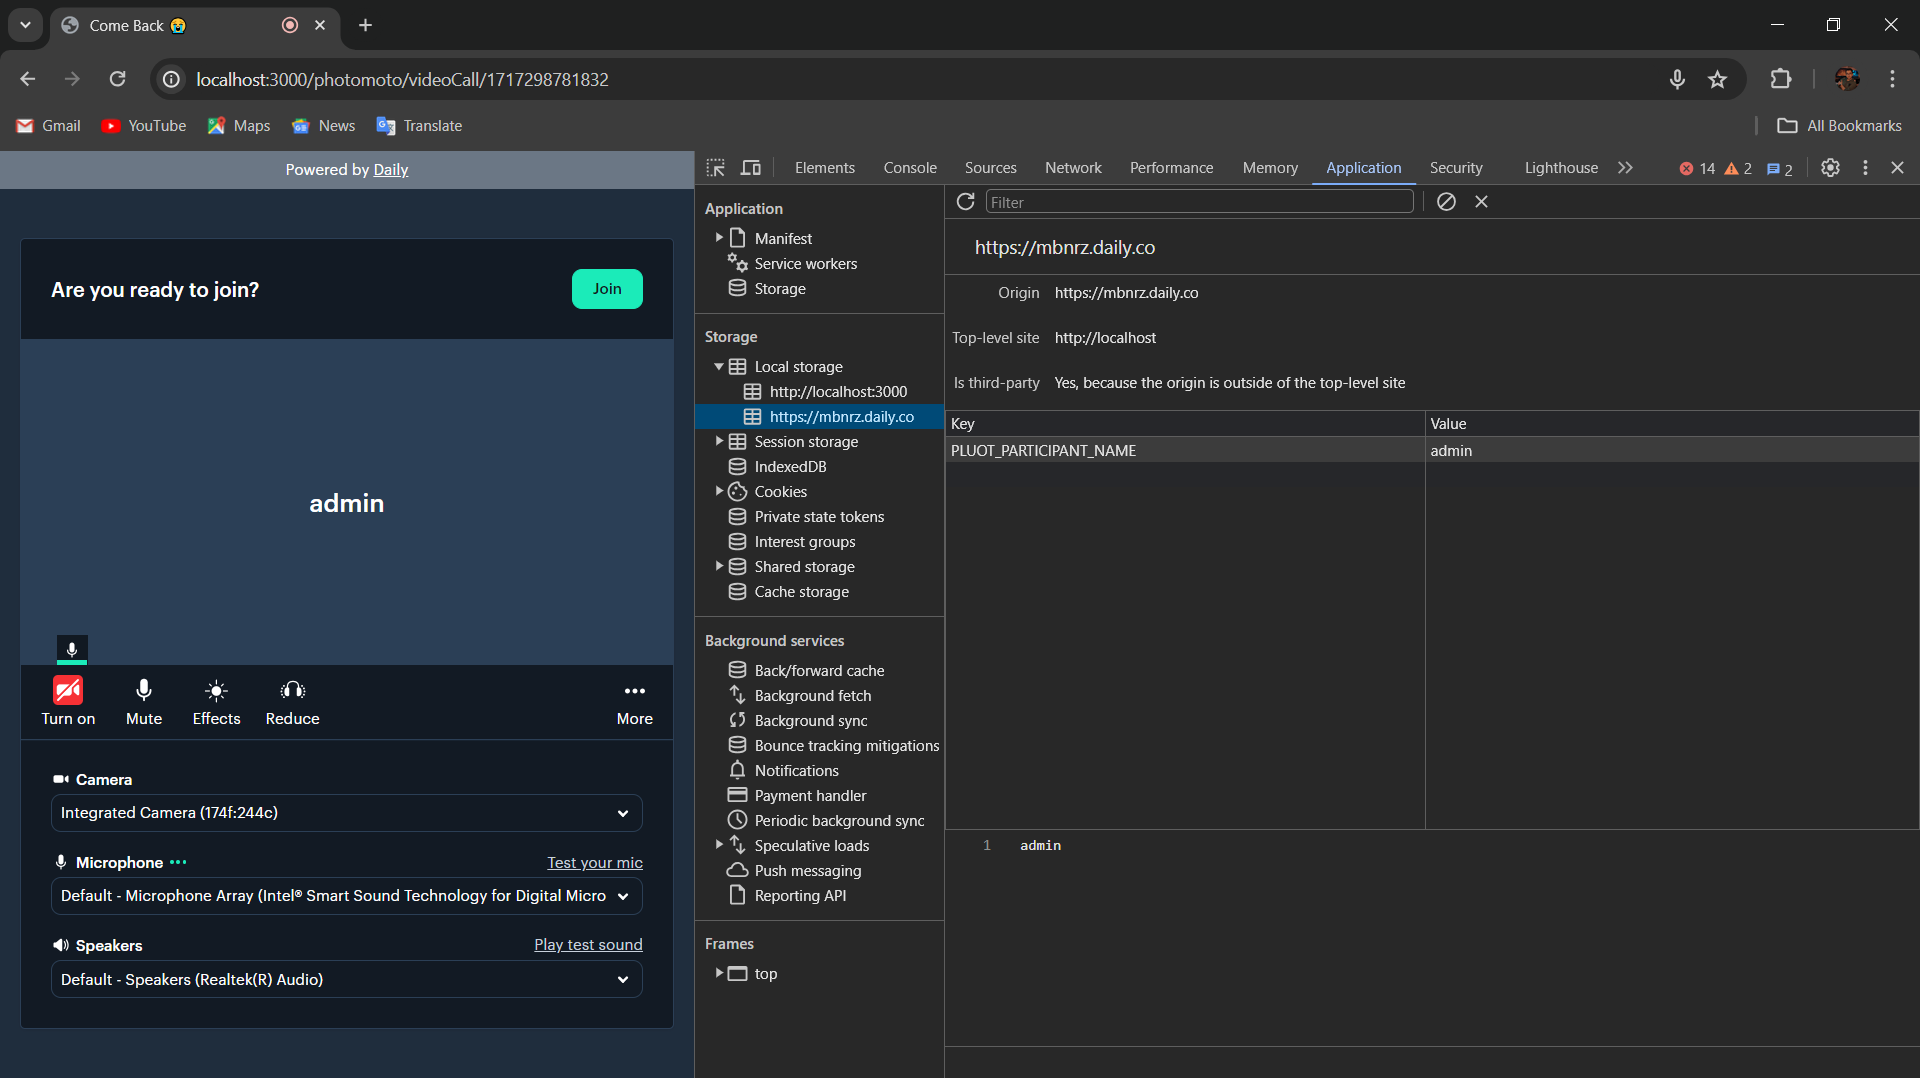 Come Back 😭
localhost:3000/photomoto/videoCall/1717298781832
Gmail YouTube Maps News Translate All Bookmarks
Powered by Daily
Are you ready to join? Join
admin
Turn on Mute Effects Reduce More
Camera
Integrated Camera (174f:244c)
Microphone Test your mic
Default - Microphone Array (Intel® Smart Sound Technology for Digital Micro
Speakers Play test sound
Default - Speakers (Realtek(R) Audio)
Elements Console Sources Network Performance Memory Application Security Lighthouse 14 2 2
Application
Manifest
Service workers
Storage
Storage
Local storage
http://localhost:3000
https://mbnrz.daily.co
Session storage
IndexedDB
Cookies
Private state tokens
Interest groups
Shared storage
Cache storage
Background services
Back/forward cache
Background fetch
Background sync
Bounce tracking mitigations
Notifications
Payment handler
Periodic background sync
Speculative loads
Push messaging
Reporting API
Frames
top
Filter
https://mbnrz.daily.co
Origin https://mbnrz.daily.co
Top-level site http://localhost
Is third-party Yes, because the origin is outside of the top-level site
Key Value
PLUOT_PARTICIPANT_NAME admin
1 admin